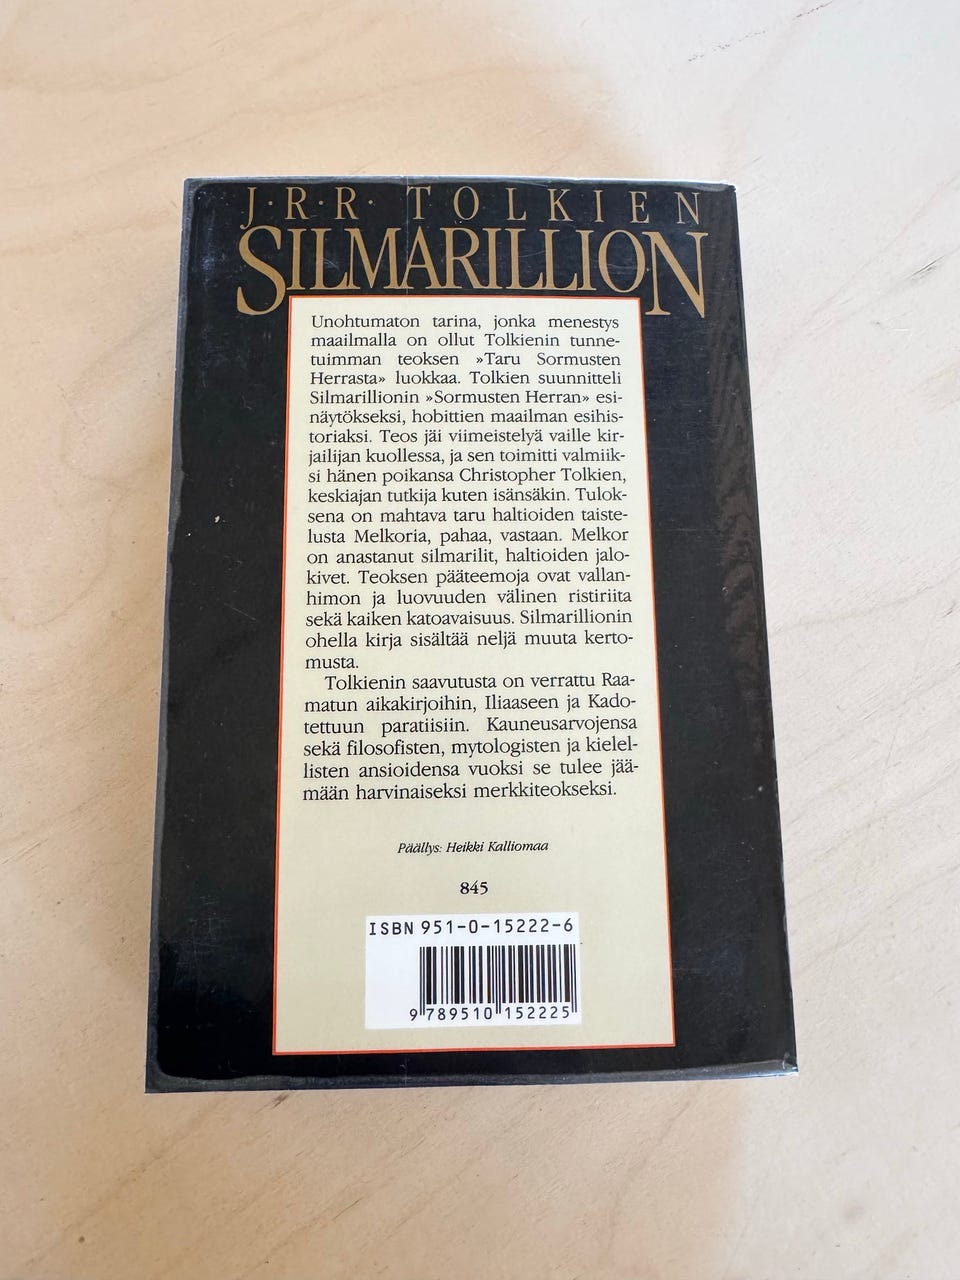 J·R·R· TOLKIEN
SILMARILLION
Unohtumaton tarina, jonka menestys
maailmalla on ollut Tolkienin tunne-
tuimman teoksen »Taru Sormusten
Herrasta» luokkaa. Tolkien suunnitteli
Silmarillionin »Sormusten Herran» esi-
näytökseksi, hobittien maailman esihis-
toriaksi. Teos jäi viimeistelyä vaille kir-
jailijan kuollessa, ja sen toimitti valmiik-
si hänen poikansa Christopher Tolkien,
keskiajan tutkija kuten isänsäkin. Tulok-
sena on mahtava taru haltioiden taiste-
lusta Melkoria, pahaa, vastaan. Melkor
on anastanut silmarilit, haltioiden jalo-
kivet. Teoksen pääteemoja ovat vallan-
himon ja luovuuden välinen ristiriita
sekä kaiken katoavaisuus. Silmarillionin
ohella kirja sisältää neljä muuta kerto-
musta.
Tolkienin saavutusta on verrattu Raa-
matun aikakirjoihin, Iliaaseen ja Kado-
tettuun paratiisiin. Kauneusarvojensa
sekä filosofisten, mytologisten ja kielel-
listen ansioidensa vuoksi se tulee jää-
mään harvinaiseksi merkkiteokseksi.
Päällys: Heikki Kalliomaa
845
ISBN 951-0-15222-6
9 789510 152225